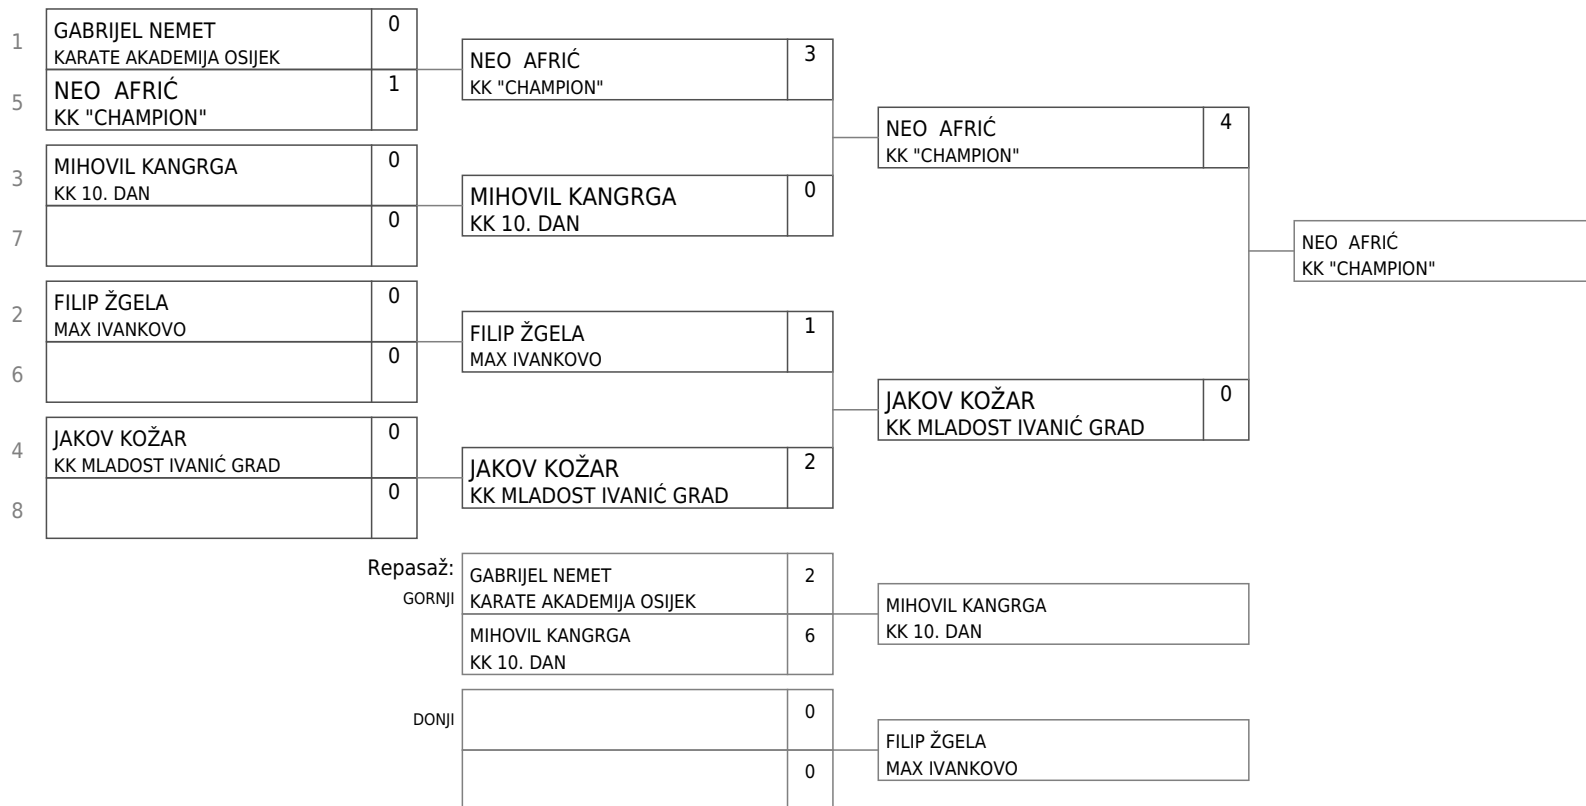 1
GABRIJEL NEMET
KARATE AKADEMIJA OSIJEK
0
5
NEO  AFRIĆ
KK "CHAMPION"
1
3
MIHOVIL KANGRGA
KK 10. DAN
0
7
0
2
FILIP ŽGELA
MAX IVANKOVO
0
6
0
4
JAKOV KOŽAR
KK MLADOST IVANIĆ GRAD
0
8
0
NEO  AFRIĆ
KK "CHAMPION"
3
MIHOVIL KANGRGA
KK 10. DAN
0
FILIP ŽGELA
MAX IVANKOVO
1
JAKOV KOŽAR
KK MLADOST IVANIĆ GRAD
2
NEO  AFRIĆ
KK "CHAMPION"
4
JAKOV KOŽAR
KK MLADOST IVANIĆ GRAD
0
NEO  AFRIĆ
KK "CHAMPION"
Repasaž:
GORNJI
GABRIJEL NEMET
KARATE AKADEMIJA OSIJEK
2
MIHOVIL KANGRGA
KK 10. DAN
6
MIHOVIL KANGRGA
KK 10. DAN
DONJI
0
0
FILIP ŽGELA
MAX IVANKOVO